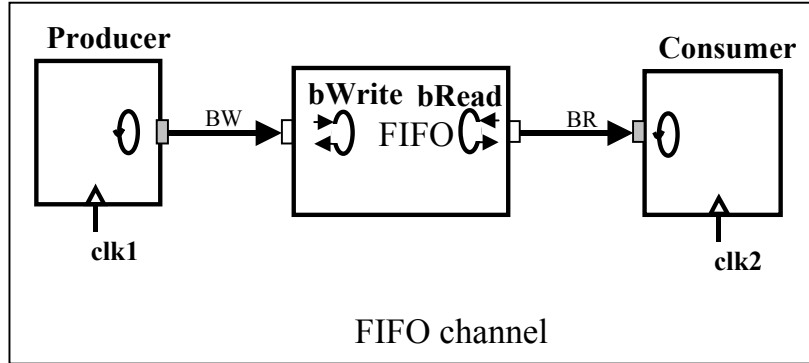 Producer
Consumer
bWrite bRead
BW
FIFO
BR
clk1
clk2
FIFO channel